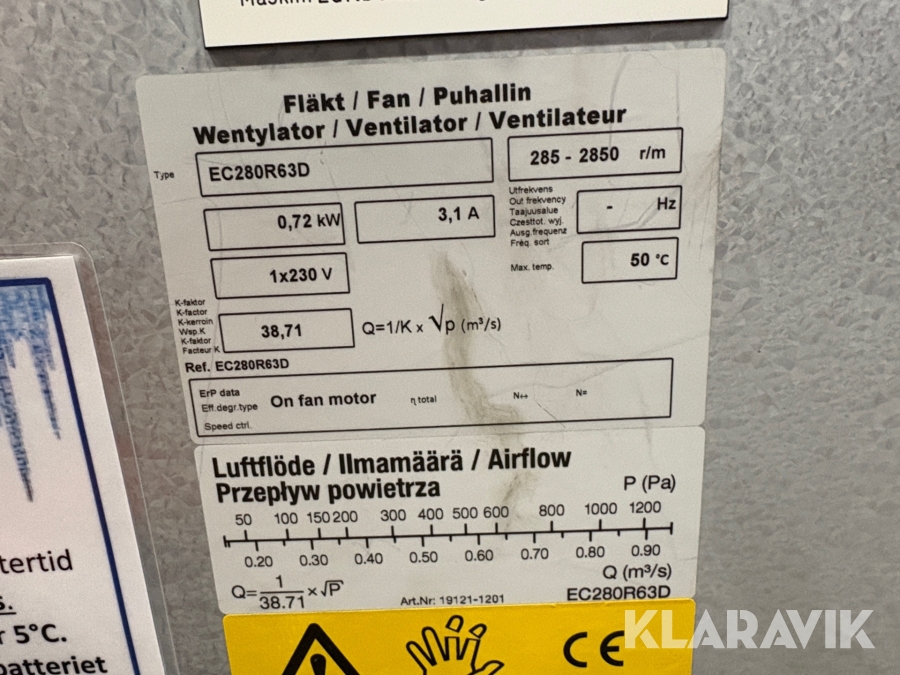 Fläkt / Fan / Puhallin
Wentylator / Ventilator / Ventilateur
Type
EC280R63D
285 - 2850 r/m
0,72 kW
3,1 A
Utfrekvens
Out frequency
Taajuusalue
Czesttot. wyj.
Ausg.frequenz
Fréq. sort
- Hz
1x230 V
Max. temp.
50 °C
K-faktor
K-factor
K-kerroin
Wsp.K
K-faktor
Facteur K
38,71
Q=1/K x √p (m³/s)
Ref. EC280R63D
ErP data
Eff.degr.type
Speed ctrl.
On fan motor
η total
N↔
N=
Luftflöde / Ilmamäärä / Airflow
Przepływ powietrza
P (Pa)
50 100 150 200 300 400 500 600 800 1000 1200
0.20 0.30 0.40 0.50 0.60 0.70 0.80 0.90
Q (m³/s)
Q= 1/38.71 ×√P
Art.Nr: 19121-1201
EC280R63D
CE
s.
r 5°C.
KLARAVIK